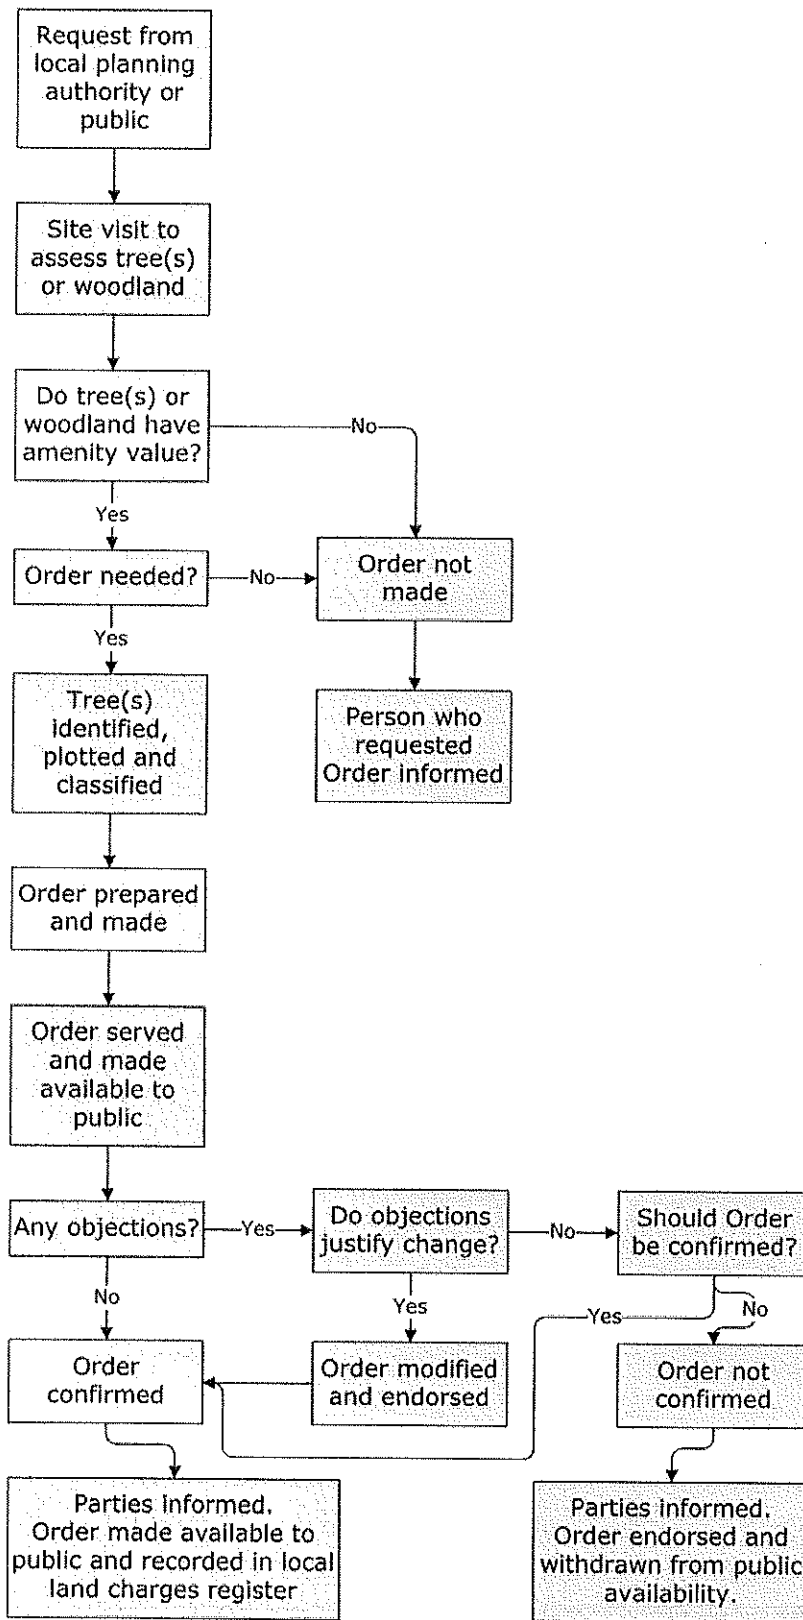 Request from
local planning
authority or
public
Site visit to
assess tree(s)
or woodland
Do tree(s) or
woodland have
amenity value?
No
Yes
Order needed?
No
Order not
made
Yes
Tree(s)
identified,
plotted and
classified
Person who
requested
Order informed
Order prepared
and made
Order served
and made
available to
public
Any objections?
Yes
Do objections
justify change?
No
Should Order
be confirmed?
No
Yes
Yes
No
Order
confirmed
Order modified
and endorsed
Order not
confirmed
Parties informed.
Order made available to
public and recorded in local
land charges register
Parties informed.
Order endorsed and
withdrawn from public
availability.